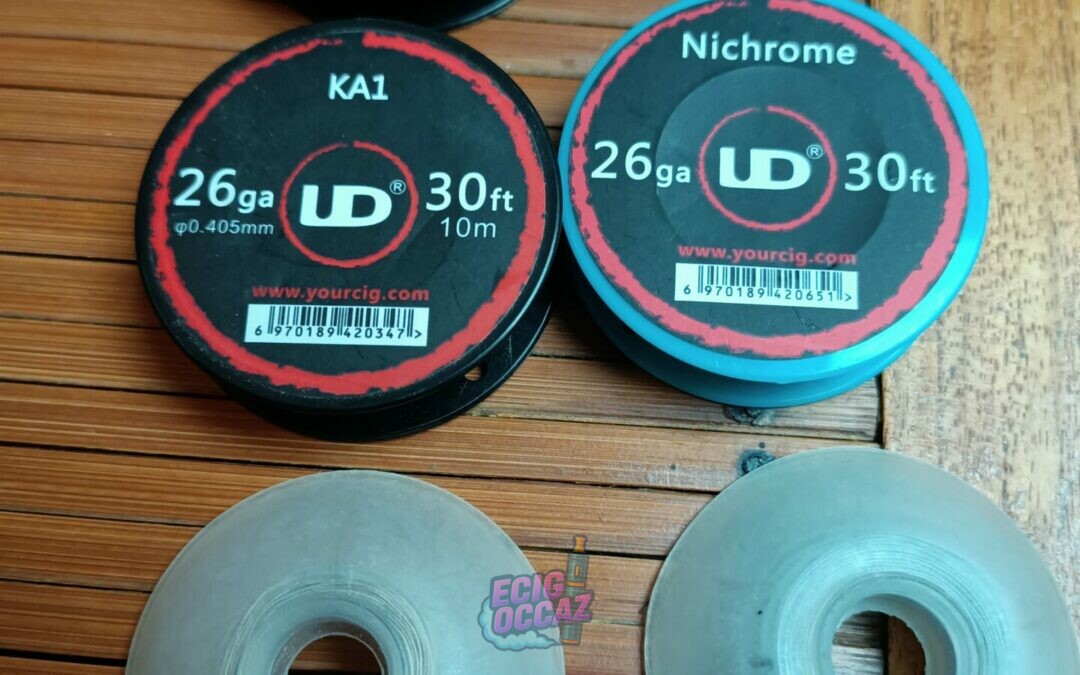 KA1
26ga
φ0.405mm
UD®
30ft
10m
www.yourcig.com
6 970189 420347 >
Nichrome
26ga
UD®
30ft
www.yourcig.com
6 970189 420651 >
ECIG
OCCAZ